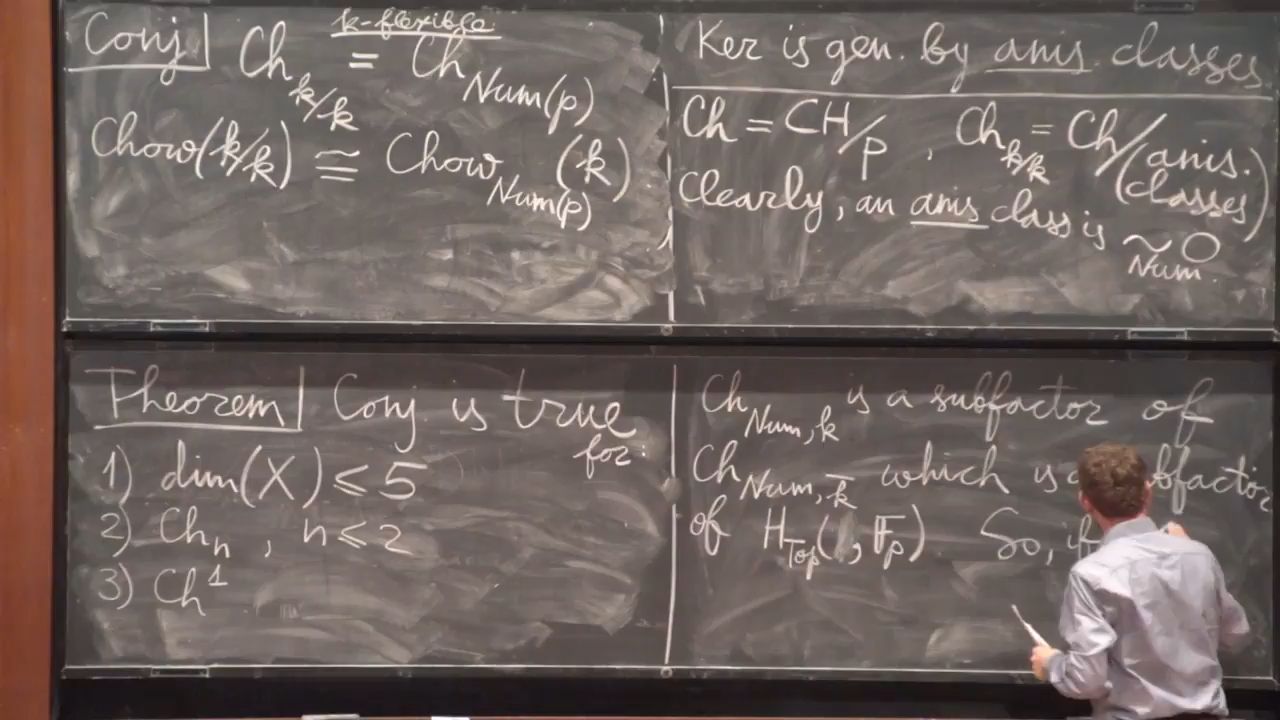 k-flexible
Conj Ch_{k/k} = Ch_{Num(p)}
Chow(k/k) ≅ Chow_{Num(p)}(k)
Ker is gen. by anis. classes
Ch = CH/p , Ch_{k/k} = Ch/(anis. classes)
Clearly, an anis class is ~_{Num} 0
Theorem Conj. is true
for:
1) dim(X) ⩽ 5
2) Ch_n , n ⩽ 2
3) Ch^1
Ch_{Num,k} is a subfactor of
Ch_{Num,k̄} which is
of H_{Top}( , F_p) So, if